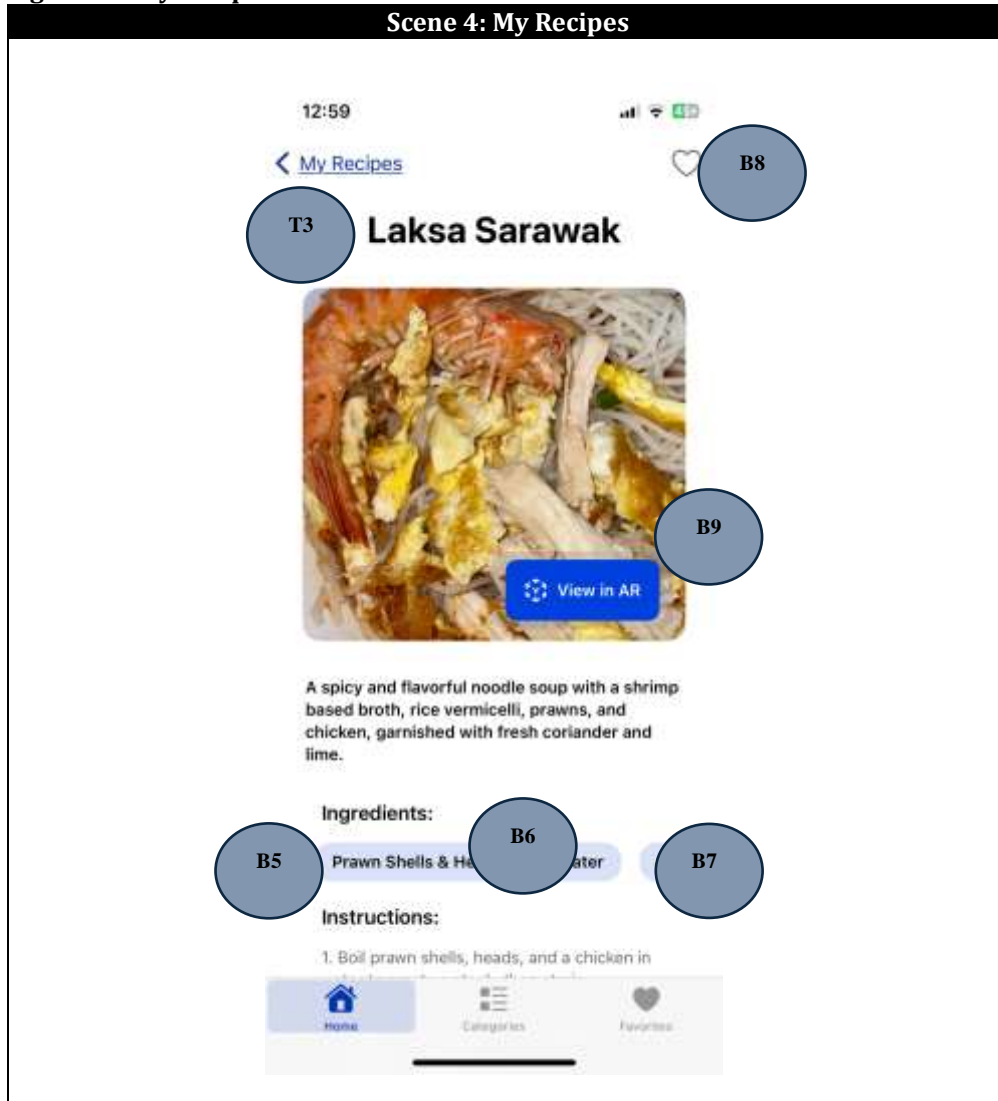 Scene 4: My Recipes
12:59
My Recipes
B8
T3
Laksa Sarawak
B9
View in AR
A spicy and flavorful noodle soup with a shrimp
based broth, rice vermicelli, prawns, and
chicken, garnished with fresh coriander and
lime.
Ingredients:
B5
Prawn Shells &
B6
B7
Instructions:
1. Boil prawn shells, heads, and a chicken in
Home
Categories
Favorites